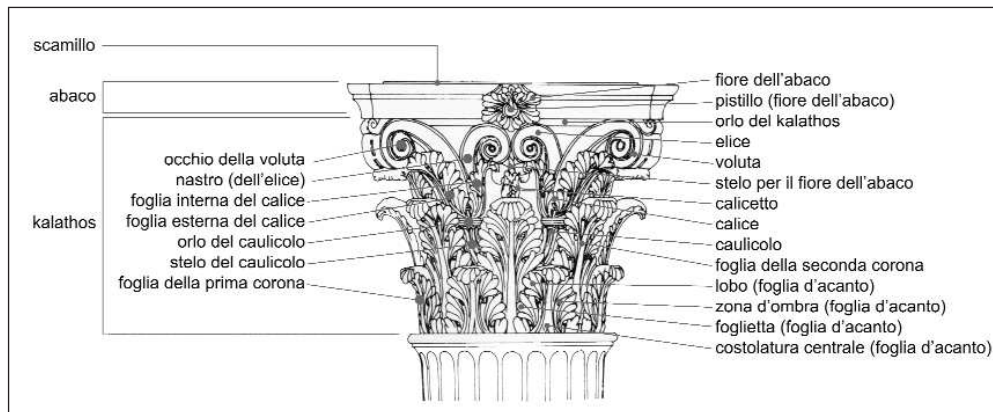 scamillo
abaco
kalathos
occhio della voluta
nastro (dell'elice)
foglia interna del calice
foglia esterna del calice
orlo del caulicolo
stelo del caulicolo
foglia della prima corona
fiore dell'abaco
pistillo (fiore dell'abaco)
orlo del kalathos
elice
voluta
stelo per il fiore dell'abaco
calicetto
calice
caulicolo
foglia della seconda corona
lobo (foglia d'acanto)
zona d'ombra (foglia d'acanto)
foglietta (foglia d'acanto)
costolatura centrale (foglia d'acanto)